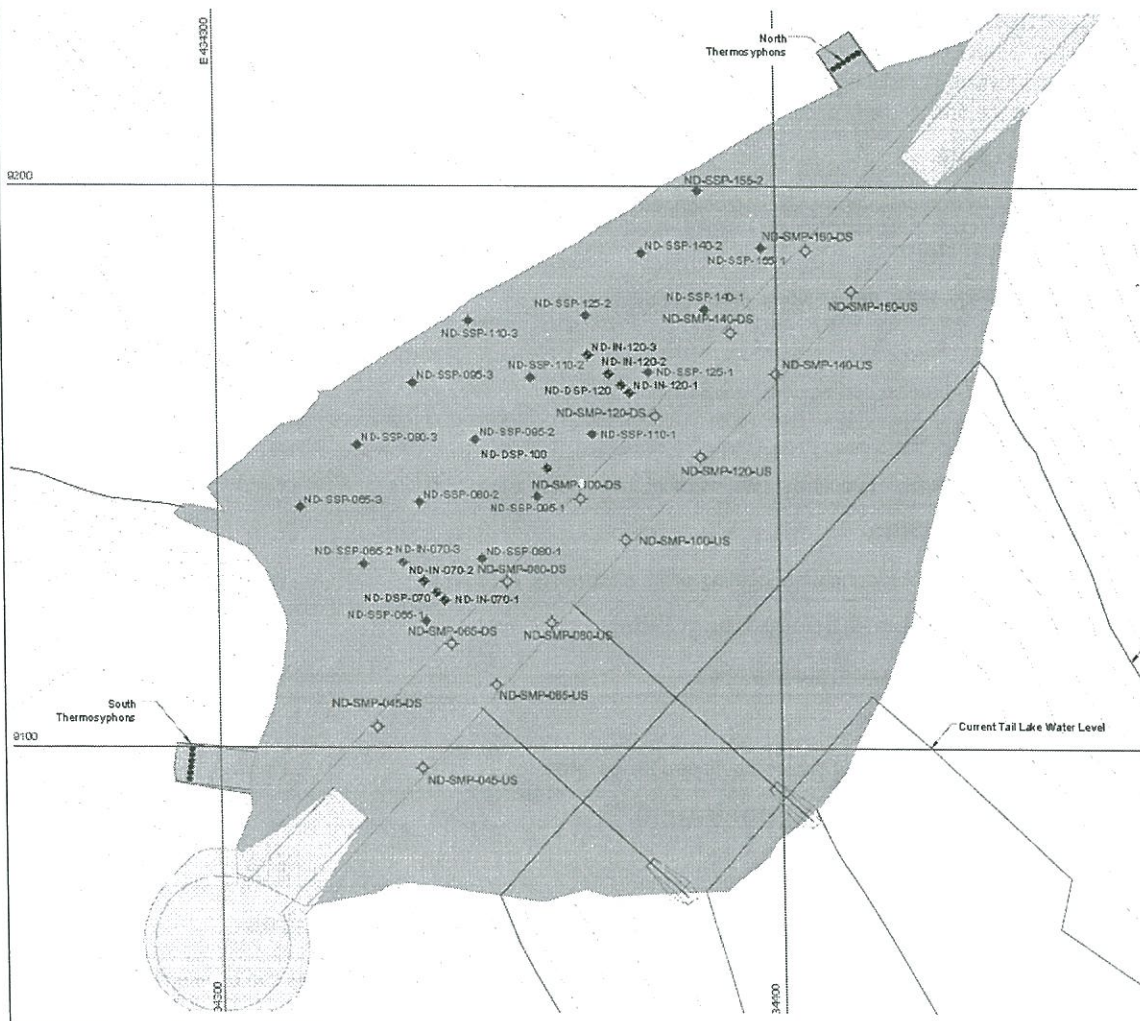 E 434300
North
Thermosyphons
9200
ND-SSP-155-2
ND-SMP-160-DS
ND-SSP-140-2
ND-SSP-155-1
ND-SMP-160-US
ND-SSP-125-2
ND-SSP-140-1
ND-SMP-140-DS
ND-SSP-110-3
ND-IN-120-3
ND-IN-120-2
ND-SSP-110-2
ND-SSP-125-1
ND-SMP-140-US
ND-SSP-095-3
ND-DSP-120
ND-IN-120-1
ND-SMP-120-DS
ND-SSP-095-2
ND-SSP-110-1
ND-SSP-080-3
ND-DSP-100
ND-SMP-120-US
ND-SMP-100-DS
ND-SSP-080-2
ND-SSP-065-3
ND-SSP-095-1
ND-SMP-100-US
ND-SSP-065-2
ND-IN-070-3
ND-SSP-080-1
ND-IN-070-2
ND-SMP-080-DS
ND-DSP-070
ND-IN-070-1
ND-SSP-065-1
ND-SMP-065-DS
ND-SMP-080-US
ND-SMP-065-US
South
Thermosyphons
ND-SMP-045-DS
Current Tail Lake Water Level
9100
ND-SMP-045-US
34300
34400